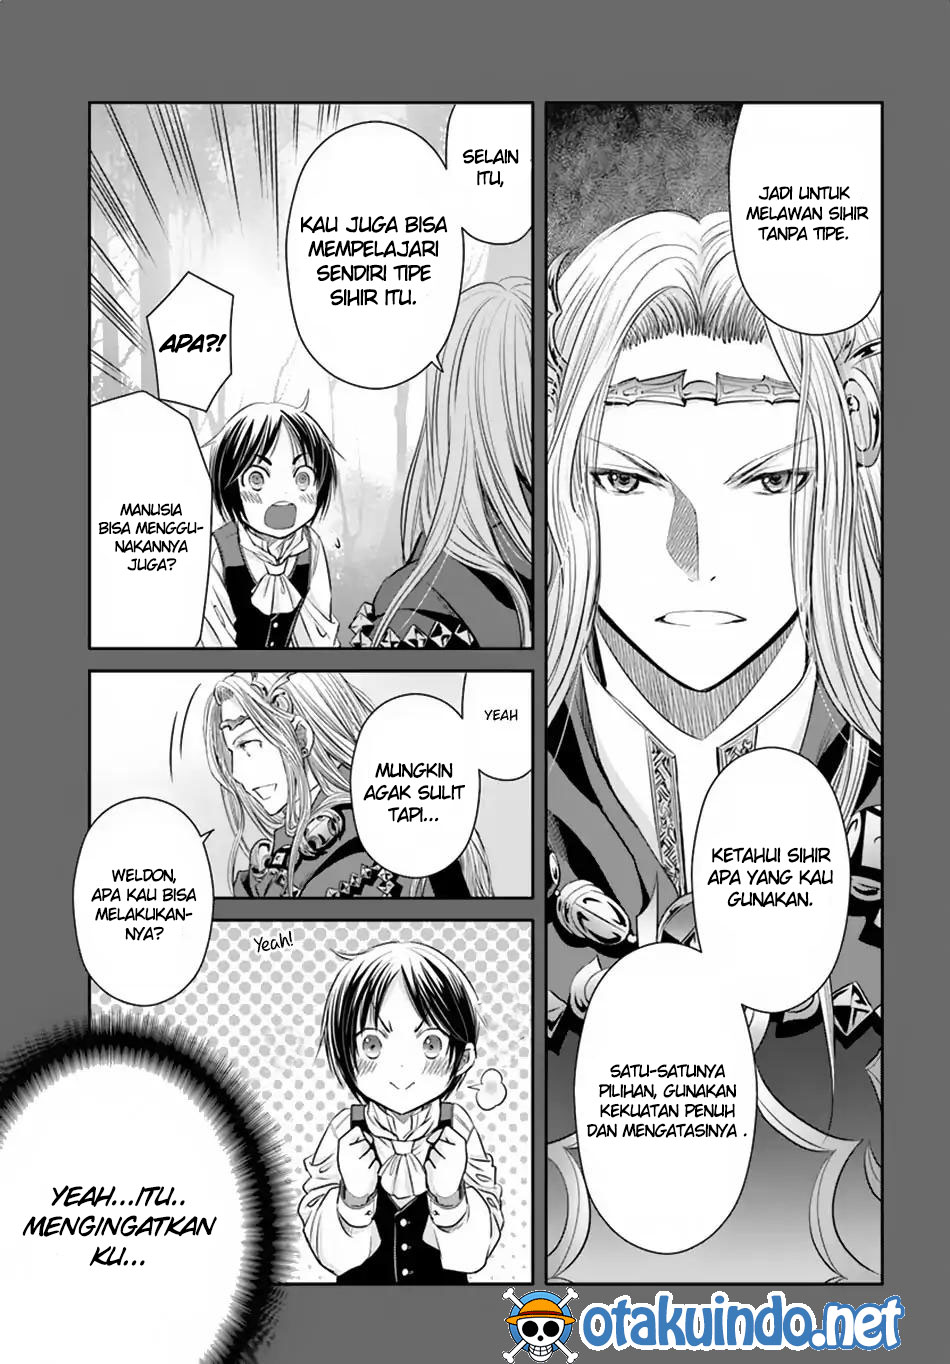 JADI UNTUK
MELAWAN SIHIR
TANPA TIPE.
KETAHUI SIHIR
APA YANG KAU
GUNAKAN.
SATU-SATUNYA
PILIHAN, GUNAKAN
KEKUATAN PENUH
DAN MENGATASINYA .
SELAIN
ITU,
KAU JUGA BISA
MEMPELAJARI
SENDIRI TIPE
SIHIR ITU.
APA?!
MANUSIA
BISA MENGGU-
NAKANNYA
JUGA?
YEAH
MUNGKIN
AGAK SULIT
TAPI...
WELDON,
APA KAU BISA
MELAKUKAN-
NYA?
Yeah!
YEAH...ITU..
MENGINGATKAN
KU...
otakuindo.net